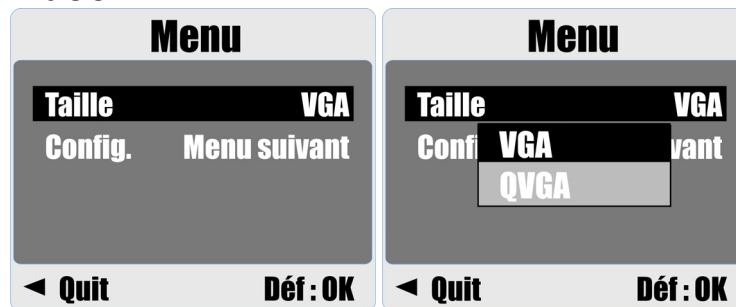 Menu
Taille VGA
Config. Menu suivant
◄ Quit Déf : OK
Menu
Taille VGA
Confi vant
VGA
QVGA
◄ Quit Déf : OK